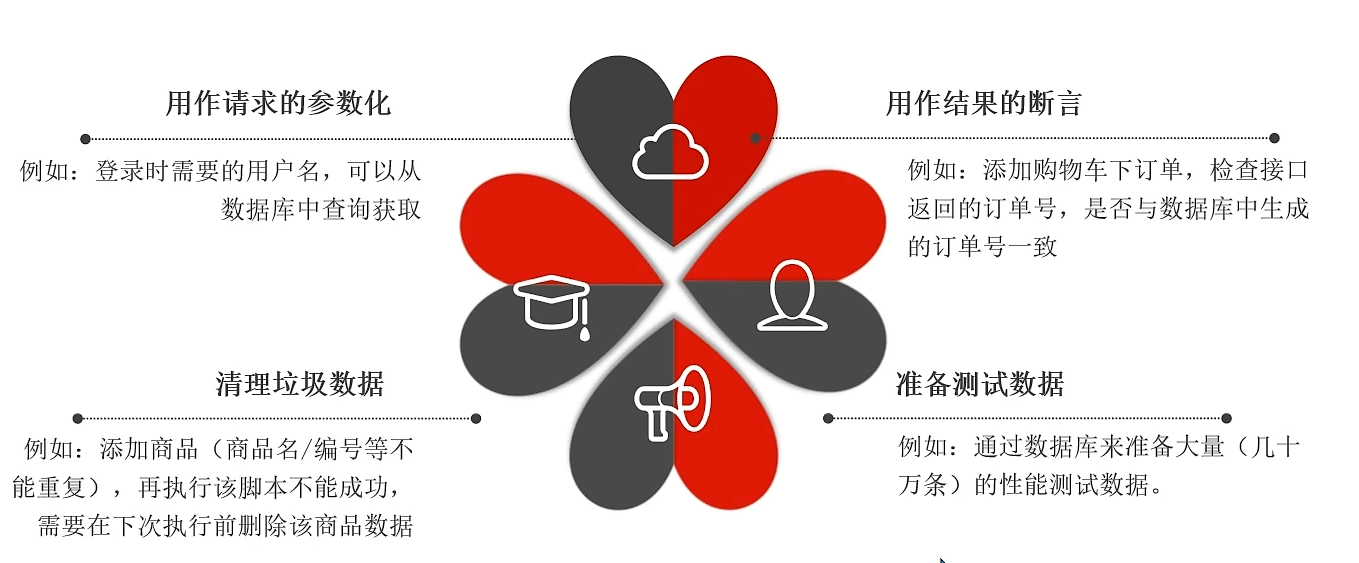 用作请求的参数化
例如：登录时需要的用户名，可以从
数据库中查询获取
用作结果的断言
例如：添加购物车下订单，检查接口
返回的订单号，是否与数据库中生成
的订单号一致
清理垃圾数据
例如：添加商品（商品名/编号等不
能重复），再执行该脚本不能成功，
需要在下次执行前删除该商品数据
准备测试数据
例如：通过数据库来准备大量（几十
万条）的性能测试数据。